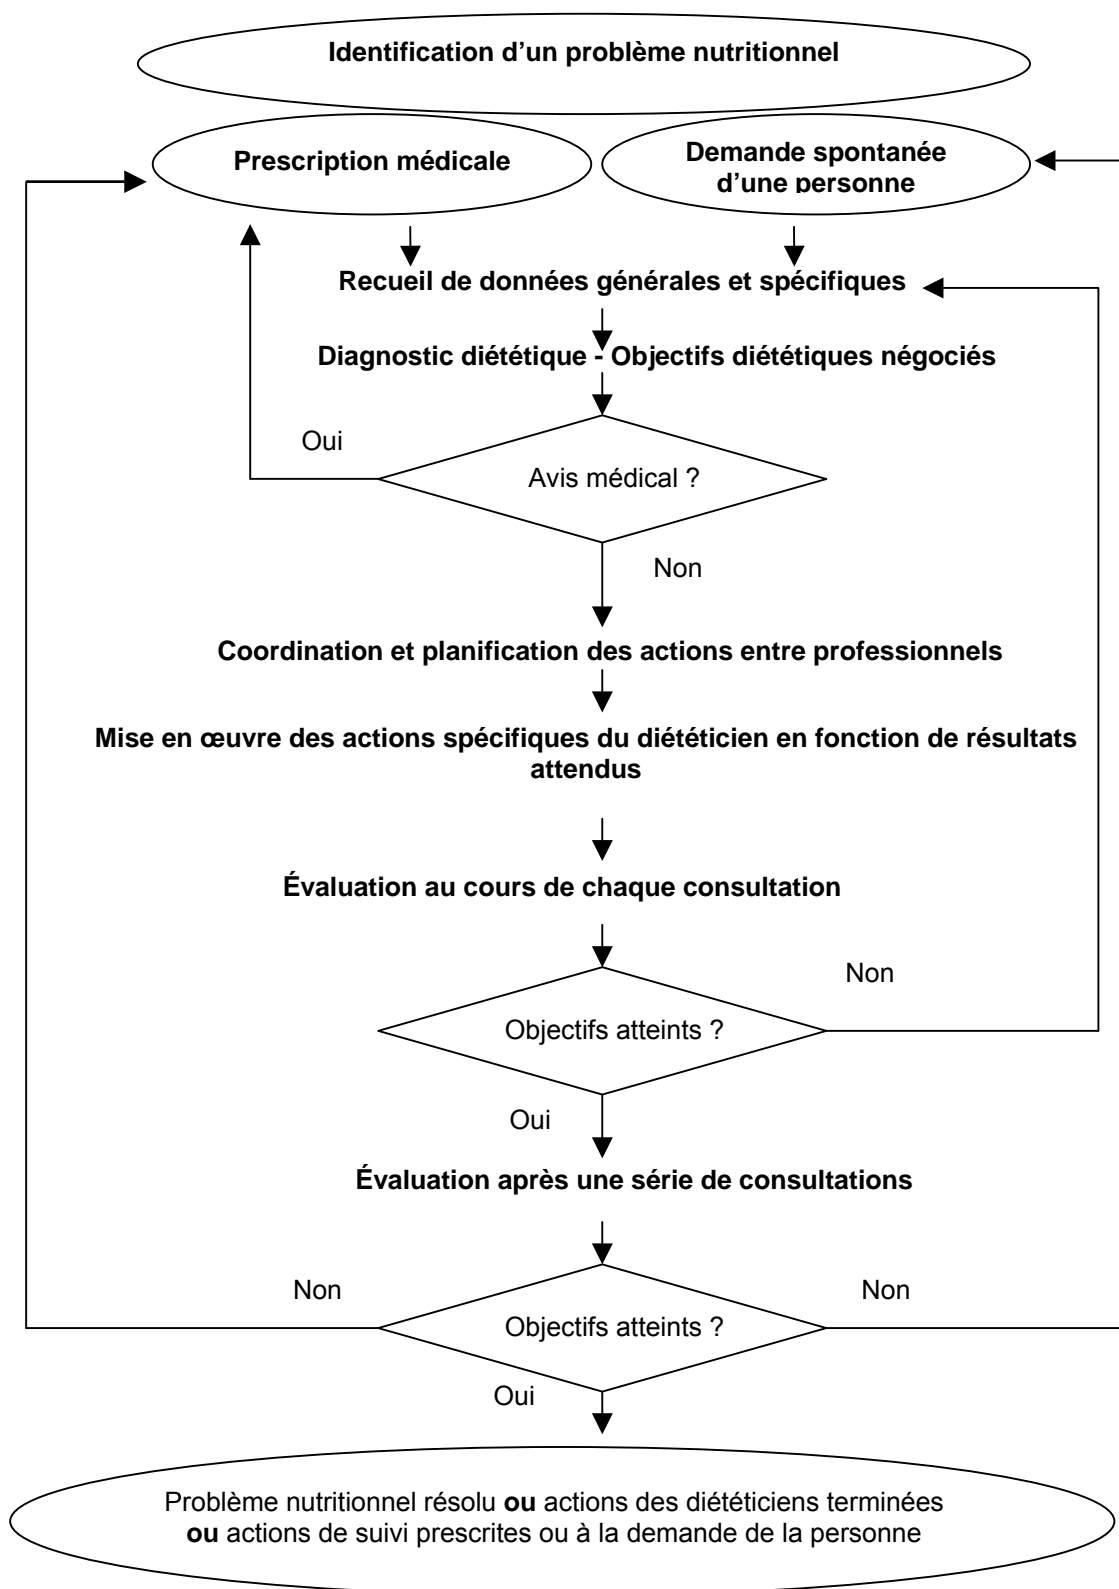 Identification d'un problème nutritionnel
Prescription médicale
Demande spontanée
d'une personne
Recueil de données générales et spécifiques
Diagnostic diététique - Objectifs diététiques négociés
Oui
Avis médical ?
Non
Coordination et planification des actions entre professionnels
Mise en œuvre des actions spécifiques du diététicien en fonction de résultats
attendus
Évaluation au cours de chaque consultation
Non
Objectifs atteints ?
Oui
Évaluation après une série de consultations
Non
Non
Objectifs atteints ?
Oui
Problème nutritionnel résolu ou actions des diététiciens terminées
ou actions de suivi prescrites ou à la demande de la personne